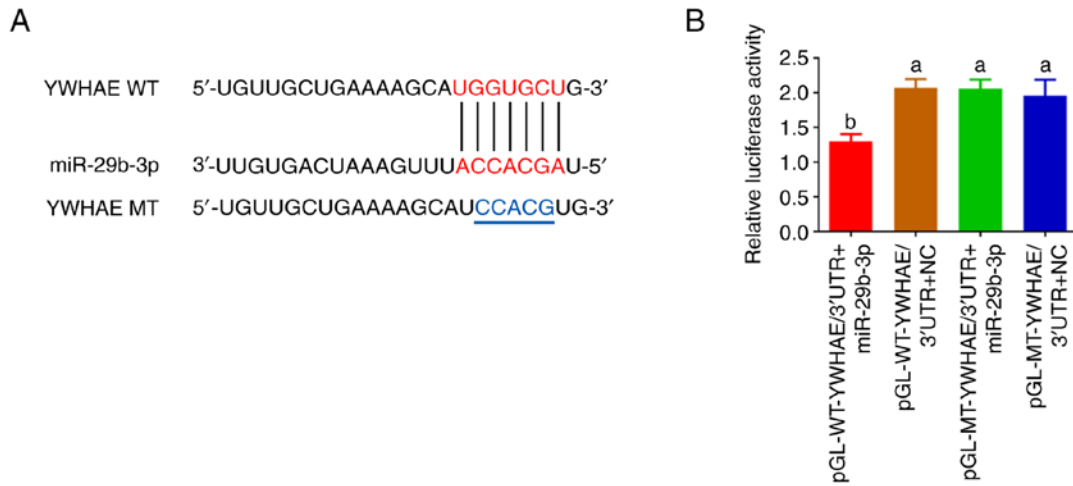 A
YWHAE WT 5′-UGUUGCUGAAAAGCAUGGUGCUG-3′
miR-29b-3p 3′-UUGUGACUAAAGUUUACCACGAU-5′
YWHAE MT 5′-UGUUGCUGAAAAGCAUCCACGUG-3′
B
Relative luciferase activity
2.5
2.0
1.5
1.0
0.5
0.0
b
a
a
a
pGL-WT-YWHAE/3′UTR+
miR-29b-3p
pGL-WT-YWHAE/
3′UTR+NC
pGL-MT-YWHAE/3′UTR+
miR-29b-3p
pGL-MT-YWHAE/
3′UTR+NC